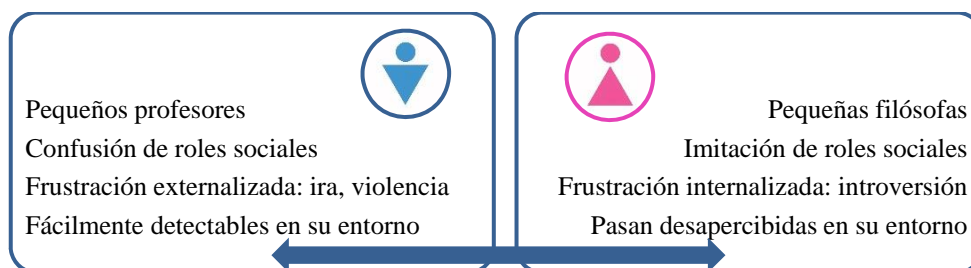 Pequeños profesores
Confusión de roles sociales
Frustración externalizada: ira, violencia
Fácilmente detectables en su entorno
Pequeñas filósofas
Imitación de roles sociales
Frustración internalizada: introversión
Pasan desapercibidas en su entorno